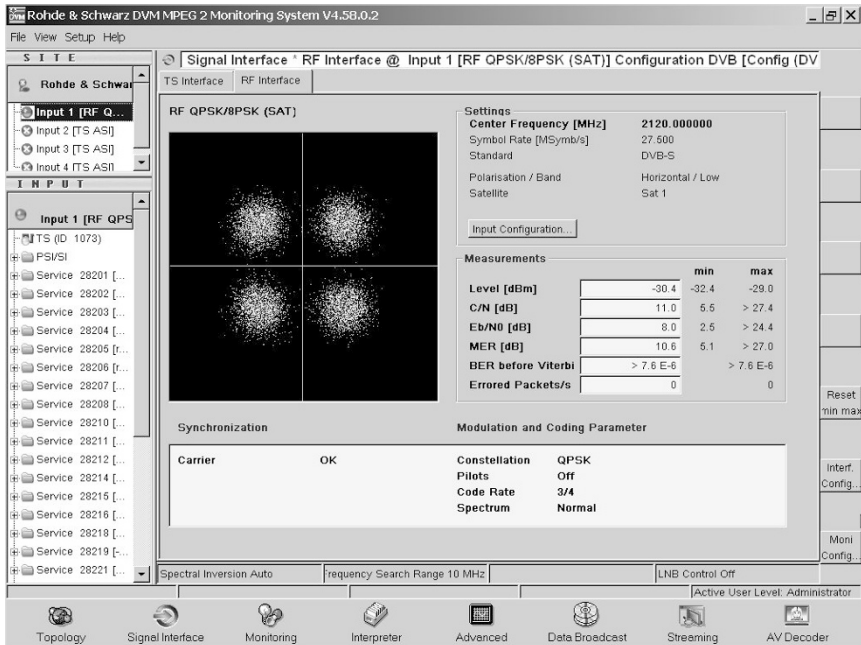 Rohde & Schwarz DVM MPEG 2 Monitoring System V4.58.0.2
File View Setup Help
SITE
Rohde & Schwar
Input 1 [RF Q...
Input 2 [TS ASI]
Input 3 [TS ASI]
Input 4 [TS ASI]
INPUT
Input 1 [RF QPS
TS (ID 1073)
PSI/SI
Service 28201 [...
Service 28202 [...
Service 28203 [...
Service 28204 [...
Service 28205 [r...
Service 28206 [r...
Service 28207 [...
Service 28208 [...
Service 28210 [...
Service 28211 [...
Service 28212 [...
Service 28214 [...
Service 28215 [...
Service 28216 [...
Service 28218 [...
Service 28219 [-...
Service 28221 [...
Signal Interface * RF Interface @ Input 1 [RF QPSK/8PSK (SAT)] Configuration DVB [Config (DV
TS Interface RF Interface
RF QPSK/8PSK (SAT)
Settings
Center Frequency [MHz] 2120.000000
Symbol Rate [MSymb/s] 27.500
Standard DVB-S
Polarisation / Band Horizontal / Low
Satellite Sat 1
Input Configuration...
Measurements
min max
Level [dBm] -30.4 -32.4 -29.0
C/N [dB] 11.0 5.5 > 27.4
Eb/N0 [dB] 8.0 2.5 > 24.4
MER [dB] 10.6 5.1 > 27.0
BER before Viterbi > 7.6 E-6 > 7.6 E-6
Errored Packets/s 0 0
Synchronization
Carrier OK
Modulation and Coding Parameter
Constellation QPSK
Pilots Off
Code Rate 3/4
Spectrum Normal
Reset
min max
Interf.
Config...
Moni
Config...
Spectral Inversion Auto Frequency Search Range 10 MHz LNB Control Off
Active User Level: Administrator
Topology Signal Interface Monitoring Interpreter Advanced Data Broadcast Streaming AV Decoder